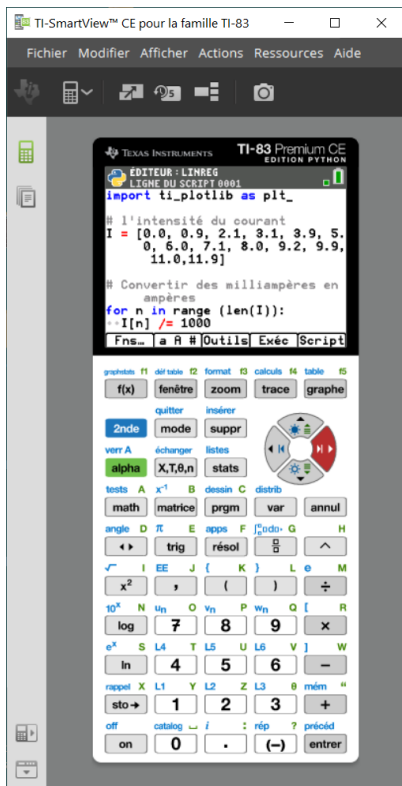 TI-SmartView™ CE pour la famille TI-83
Fichier Modifier Afficher Actions Ressources Aide
TEXAS INSTRUMENTS TI-83 Premium CE
EDITION PYTHON
ÉDITEUR : LINREG
LIGNE DU SCRIPT 0001
import ti_plotlib as plt_
# l'intensité du courant
I = [0.0, 0.9, 2.1, 3.1, 3.9, 5.
0, 6.0, 7.1, 8.0, 9.2, 9.9,
11.0,11.9]
# Convertir des milliampères en
ampères
for n in range (len(I)):
··I[n] /= 1000
Fns… a A # Outils Exéc Script
graph stats f1 déf table f2 format f3 calculs f4 table f5
f(x) fenêtre zoom trace graphe
quitter insérer
2nde mode suppr
verr A échanger listes
alpha X,T,θ,n stats
tests A x⁻¹ B dessin C distrib
math matrice prgm var annul
angle D π E apps F G H
trig résol ^
√ I EE J { K } L e M
x² , ( ) ÷
10ˣ N un O vn P wn Q [ R
log 7 8 9 ×
eˣ S L4 T L5 U L6 V ] W
ln 4 5 6 −
rappel X L1 Y L2 Z L3 θ mém "
sto→ 1 2 3 +
off catalog i : rép ? précéd
on 0 . (−) entrer